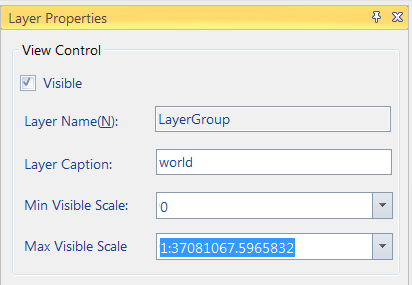 Layer Properties
View Control
Visible
Layer Name(N): LayerGroup
Layer Caption: world
Min Visible Scale: 0
Max Visible Scale 1:37081067.5965832